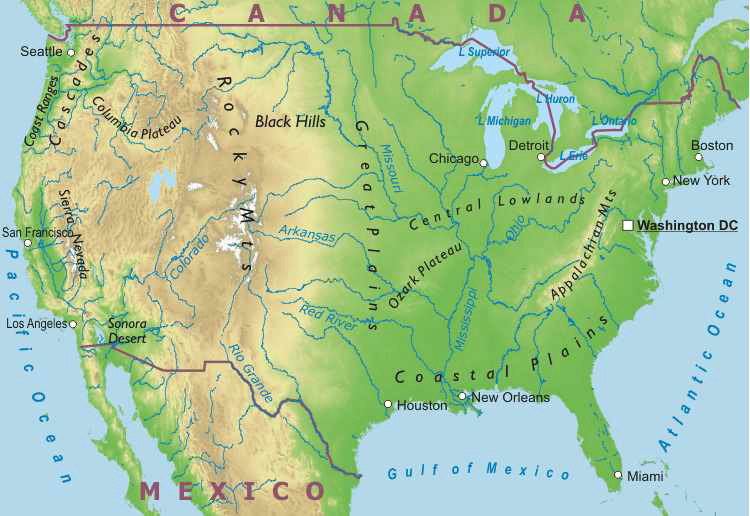 CANADA
Seattle
Cascades
Coast Ranges
Columbia Plateau
Rocky Mts
Black Hills
Great Plains
Missouri
L Superior
L Huron
L Michigan
L Ontario
L Erie
Chicago
Detroit
Boston
New York
Washington DC
Central Lowlands
Ohio
Appalachian Mts
Ozark Plateau
Mississippi
Arkansas
Red River
Colorado
Sierra Nevada
San Francisco
Los Angeles
Sonora
Desert
Rio Grande
Coastal Plains
Houston
New Orleans
Miami
Pacific Ocean
Atlantic Ocean
Gulf of Mexico
MEXICO